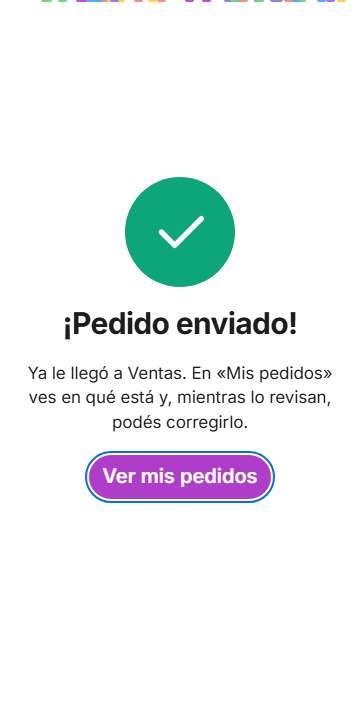 ¡Pedido enviado!
Ya le llegó a Ventas. En «Mis pedidos»
ves en qué está y, mientras lo revisan,
podés corregirlo.
Ver mis pedidos